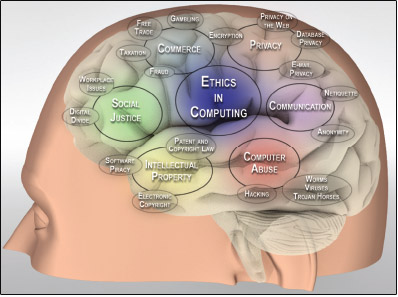 Free
Trade
Gambling
Privacy on
the Web
Encryption
Database
Privacy
Taxation
Commerce
Privacy
Fraud
E-mail
Privacy
Workplace
Issues
Ethics
in
Computing
Netiquette
Social
Justice
Communication
Digital
Divide
Anonymity
Patent and
Copyright Law
Software
Piracy
Intellectual
Property
Computer
Abuse
Electronic
Copyright
Hacking
Worms
Viruses
Trojan Horses